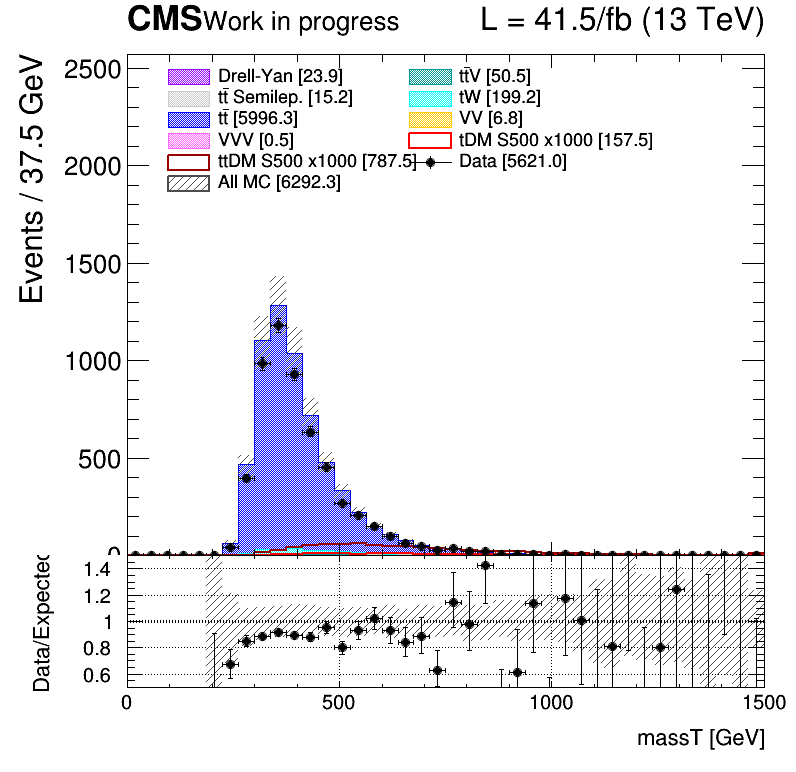 CMS Work in progress L = 41.5/fb (13 TeV)
Events / 37.5 GeV
2500
2000
1500
1000
500
0
Drell-Yan [23.9]
tt̄ Semilep. [15.2]
tt̄ [5996.3]
VVV [0.5]
ttDM S500 x1000 [787.5]
All MC [6292.3]
tt̄V [50.5]
tW [199.2]
VV [6.8]
tDM S500 x1000 [157.5]
Data [5621.0]
Data/Expected
1.4
1.2
1
0.8
0.6
0 500 1000 1500
massT [GeV]